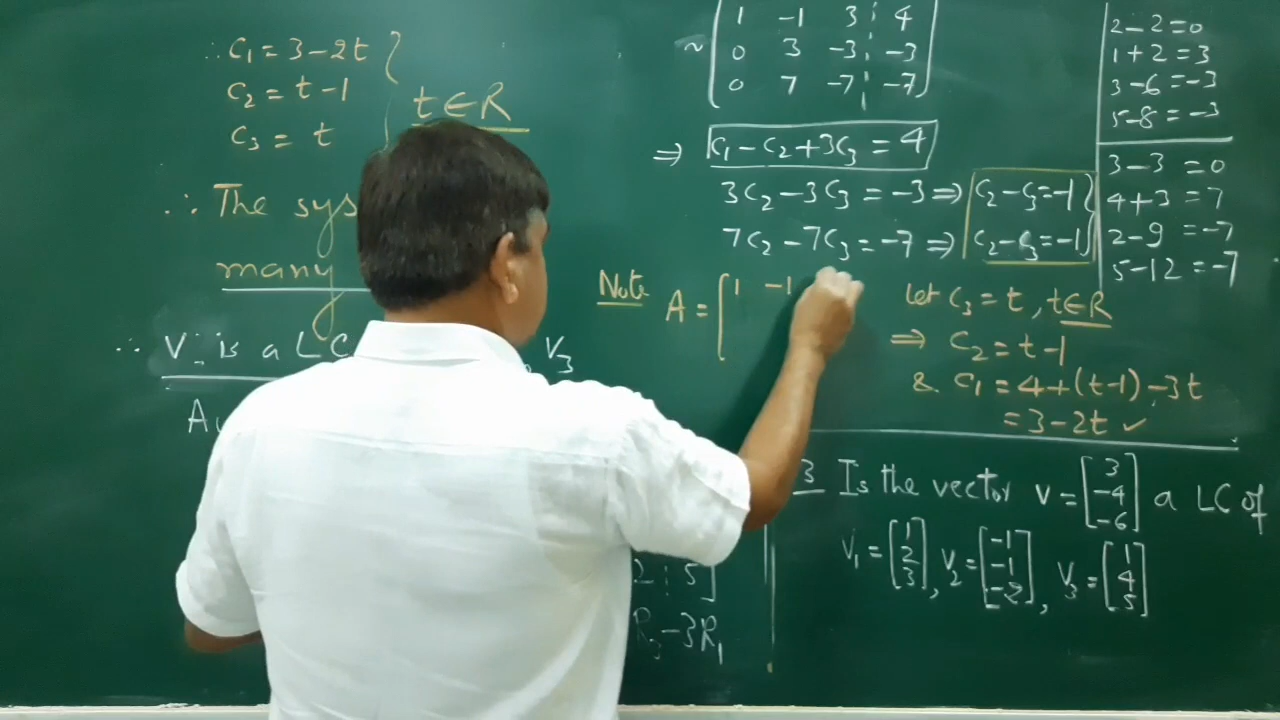 ∴ C₁ = 3 - 2t
C₂ = t - 1
C₃ = t
t ∈ R
∴ The sys
many
∴ V is a LC
V₃
A
1 -1 3 ⋮ 4
~ 0 3 -3 ⋮ -3
0 7 -7 ⋮ -7
⇒ C₁ - C₂ + 3C₃ = 4
3C₂ - 3C₃ = -3 ⇒ C₂ - C₃ = -1
7C₂ - 7C₃ = -7 ⇒ C₂ - C₃ = -1
2 - 2 = 0
1 + 2 = 3
3 - 6 = -3
5 - 8 = -3
3 - 3 = 0
4 + 3 = 7
2 - 9 = -7
5 - 12 = -7
Note A = [ 1 -1
Let C₃ = t, t ∈ R
⇒ C₂ = t - 1
& C₁ = 4 + (t - 1) - 3t
= 3 - 2t ✓
2 ⋮ 5 ]
R₃ - 3R₁
3 Is the vector V = [ 3 -4 -6 ] a LC of
V₁ = [ 1 2 3 ], V₂ = [ -1 -1 -2 ], V₃ = [ 1 4 5 ]